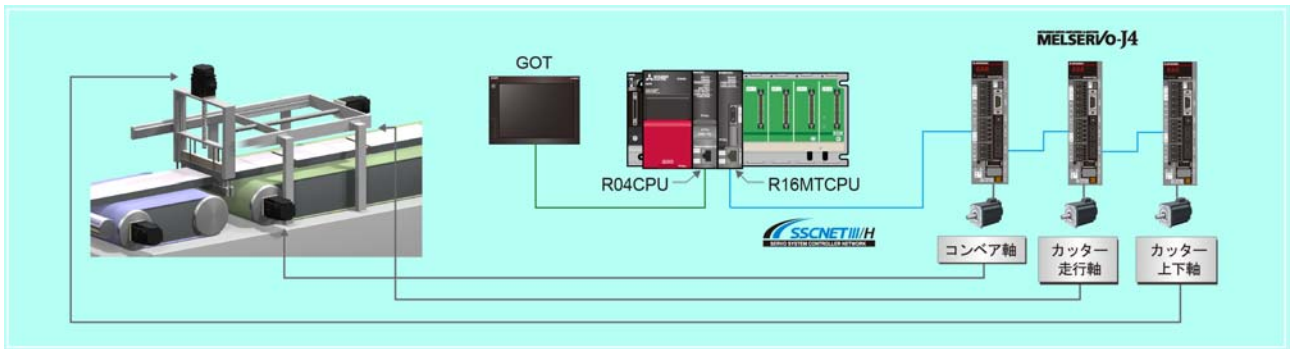 MELSERVO-J4
GOT
R04CPU
R16MTCPU
SSCNETIII/H
SERVO SYSTEM CONTROLLER NETWORK
コンベア軸
カッター
走行軸
カッター
上下軸